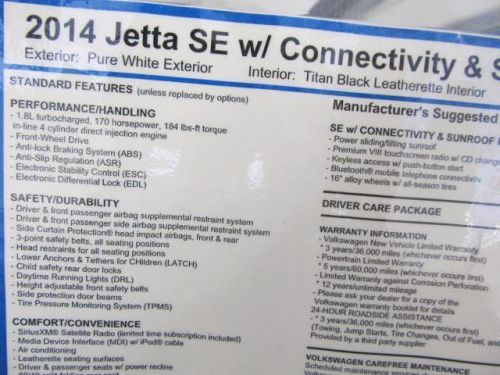 2014 Jetta SE w/ Connectivity & S
Exterior: Pure White Exterior Interior: Titan Black Leatherette Interior
STANDARD FEATURES (unless replaced by options)
PERFORMANCE/HANDLING
- 1.8L turbocharged, 170 horsepower, 184 lbs-ft torque
in-line 4 cylinder direct injection engine
- Front-Wheel Drive
- Anti-lock Braking System (ABS)
- Anti-Slip Regulation (ASR)
- Electronic Stability Control (ESC)
- Electronic Differential Lock (EDL)
SAFETY/DURABILITY
- Driver & front passenger airbag supplemental restraint system
- Driver & front passenger side airbag supplemental restraint system
- Side Curtain Protection® head impact airbags, front & rear
- 3-point safety belts, all seating positions
- Head restraints for all seating positions
- Lower Anchors & Tethers for CHildren (LATCH)
- Child safety rear door locks
- Daytime Running Lights (DRL)
- Height adjustable front safety belts
- Side protection door beams
- Tire Pressure Monitoring System (TPMS)
COMFORT/CONVENIENCE
- SiriusXM® Satellite Radio (limited time subscription included)
- Media Device Interface (MDI) w/ iPod® cable
- Air conditioning
- Leatherette seating surfaces
- Driver & passenger seats w/ power recline
Manufacturer's Suggested
SE w/ CONNECTIVITY & SUNROOF
- Power sliding/tilting sunroof
- Premium VIII touchscreen radio w/ CD change
- Keyless access w/ push-button start
- Bluetooth® mobile telephone connectivity
- 16" alloy wheels w/ all-season tires
DRIVER CARE PACKAGE
WARRANTY INFORMATION
- Volkswagen New Vehicle Limited Warranty
- * 3 years/36,000 miles (whichever occurs first)
- Powertrain Limited Warranty
- * 5 years/60,000 miles (whichever occurs first)
- Limited Warranty against Corrosion Perforation
- * 12 years/unlimited mileage
- Please ask your dealer for a copy of the
Volkswagen warranty booklet for details
24-HOUR ROADSIDE ASSISTANCE
- * 3 years/36,000 miles (whichever occurs first)
(Towing, Jump Starts, Tire Changes, Out of Fuel, and
Provided by a third party supplier)
VOLKSWAGEN CAREFREE MAINTENANCE
Scheduled maintenance services